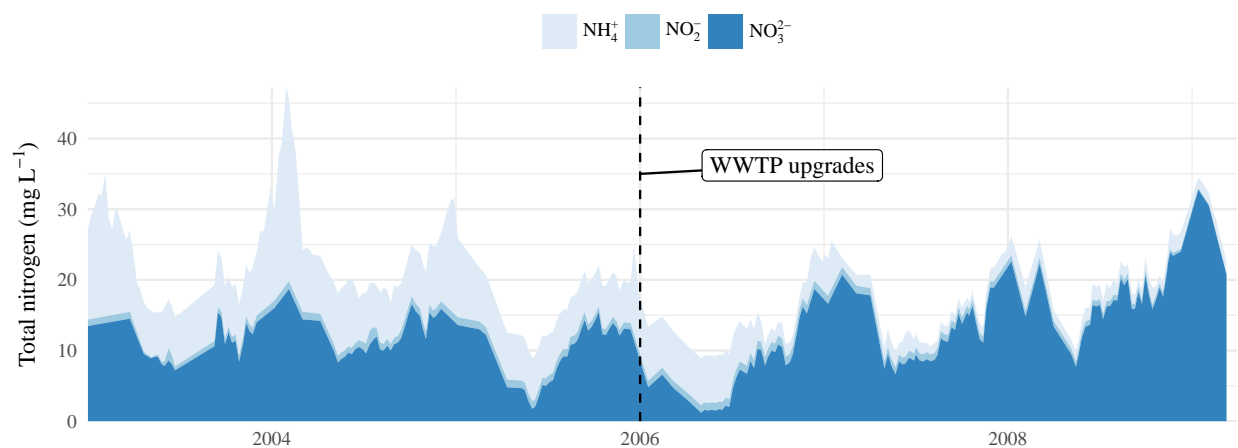 NH₄⁺ NO₂⁻ NO₃²⁻
Total nitrogen (mg L⁻¹)
40
30
20
10
0
WWTP upgrades
2004 2006 2008